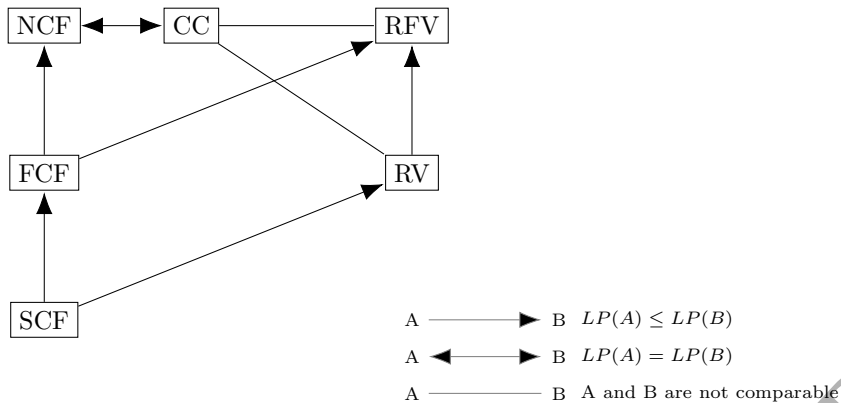 NCF CC RFV
FCF RV
SCF
A B LP(A) ≤ LP(B)
A B LP(A) = LP(B)
A B A and B are not comparable